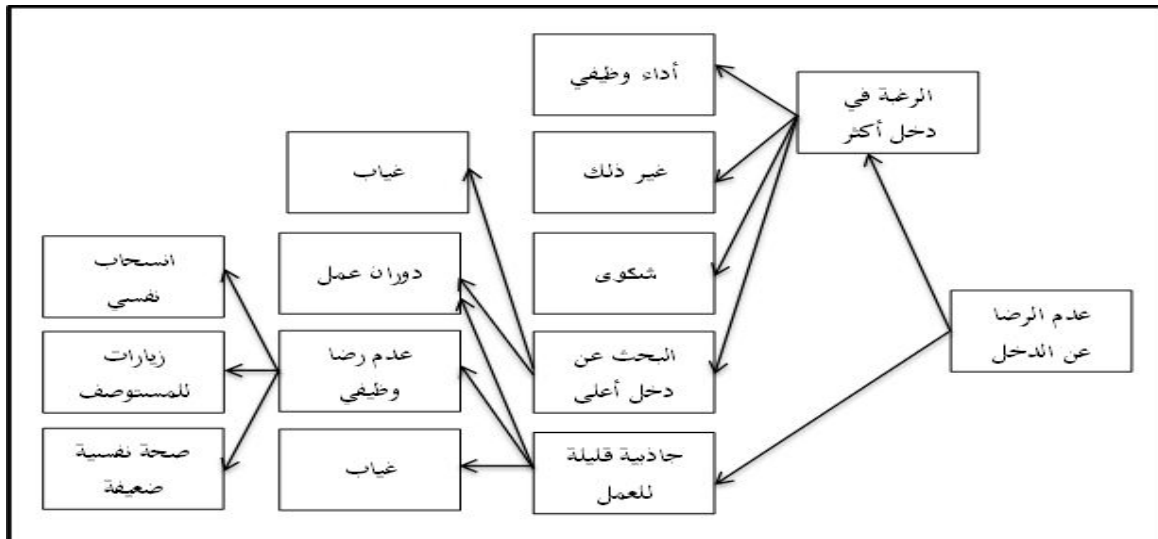 أداء وظيفي
الرغبة في
دخل أكثر
غير ذلك
غياب
شكوى
دوران عمل
انسحاب
نفسي
عدم الرضا
عن الدخل
البحث عن
دخل أعلى
عدم رضا
وظيفي
زيارات
للمستوصف
جاذبية قليلة
للعمل
غياب
صحة نفسية
ضعيفة